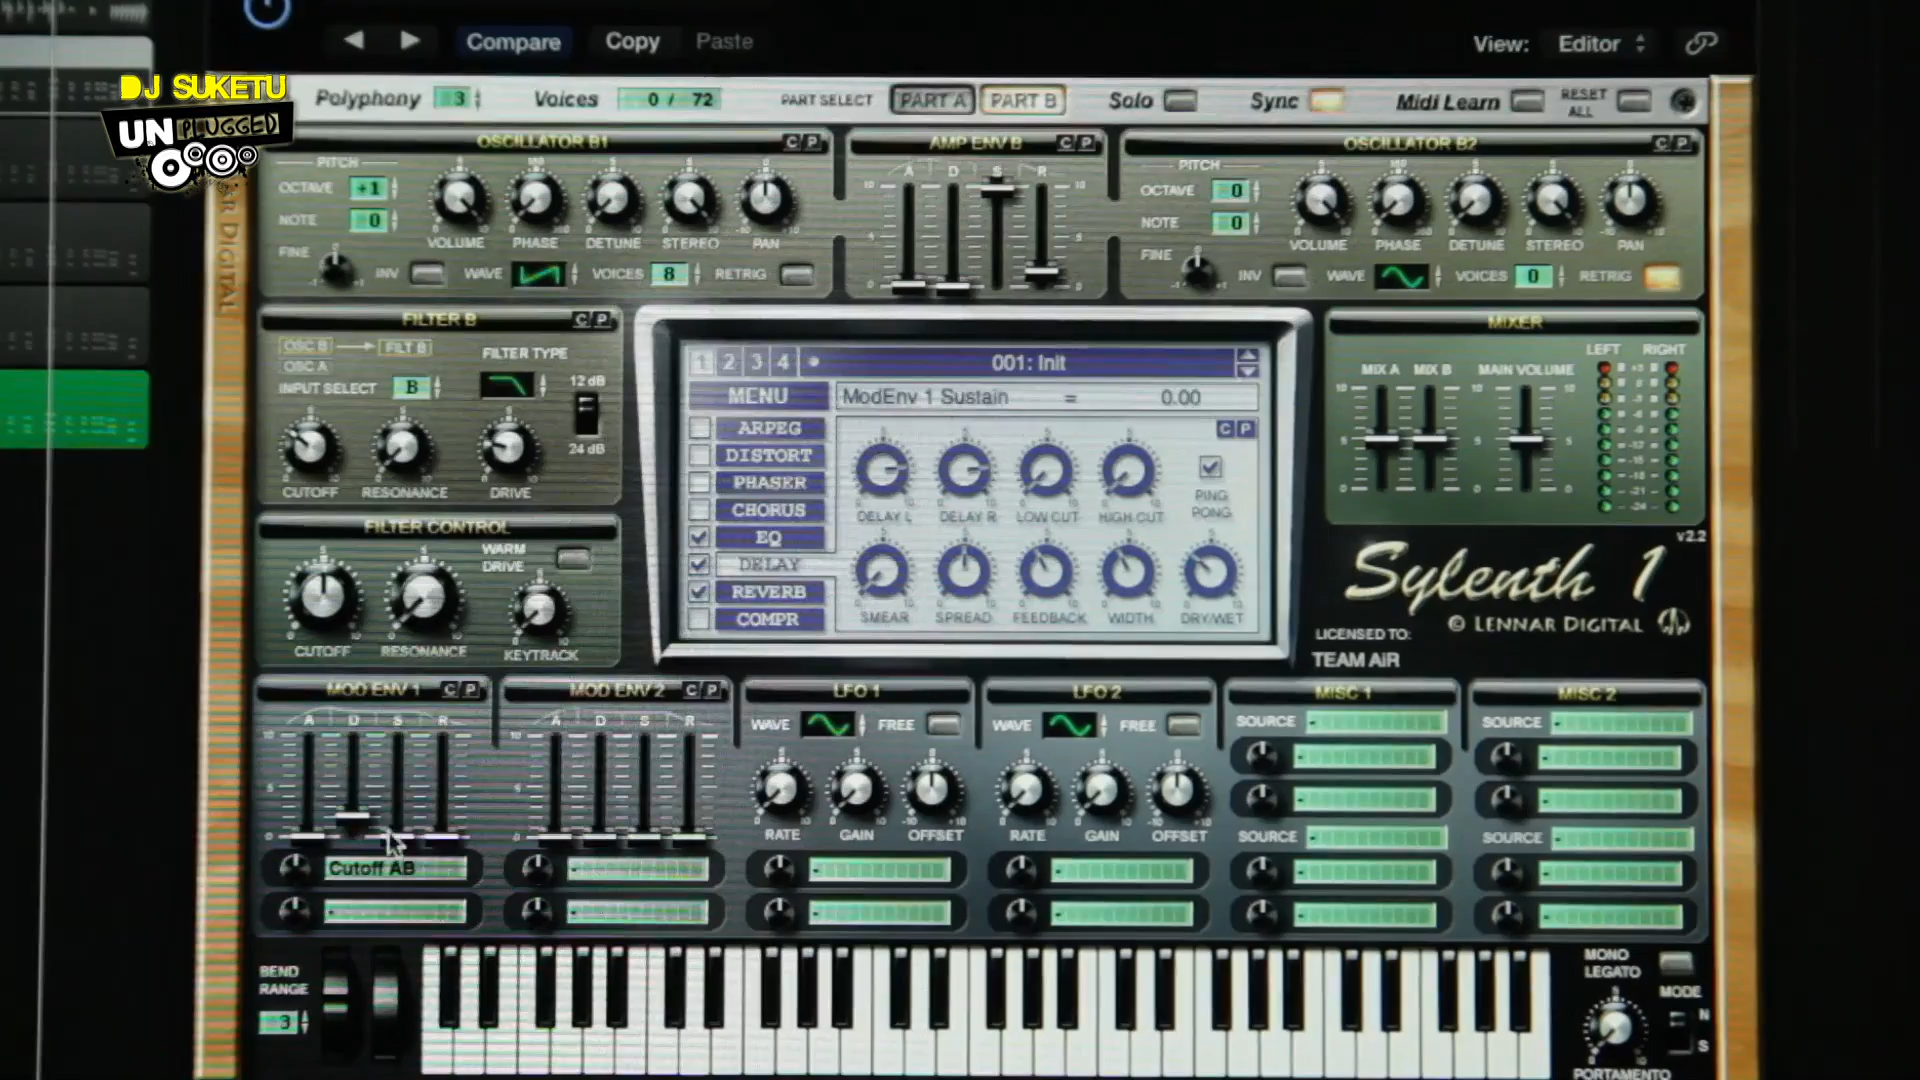 Compare Copy Paste View: Editor
DJ SUKETU
UNPLUGGED
Polyphony 3 Voices 0 / 72 PART SELECT PART A PART B Solo Sync Midi Learn RESET ALL
OSCILLATOR B1 C P AMP ENV B C P OSCILLATOR B2 C P
PITCH A D S R PITCH
OCTAVE +1 OCTAVE 0
NOTE 0 NOTE 0
VOLUME PHASE DETUNE STEREO PAN VOLUME PHASE DETUNE STEREO PAN
FINE INV WAVE VOICES 8 RETRIG FINE INV WAVE VOICES 0 RETRIG
FILTER B C P
OSC B FILT B
OSC A
FILTER TYPE
INPUT SELECT B
12 dB
24 dB
CUTOFF RESONANCE DRIVE
FILTER CONTROL
WARM DRIVE
CUTOFF RESONANCE KEYTRACK
1 2 3 4 001: Init
MENU ModEnv 1 Sustain = 0.00
ARPEG
DISTORT
PHASER
CHORUS
EQ
DELAY
REVERB
COMPR
C P
DELAY L DELAY R LOW CUT HIGH CUT PING PONG
SMEAR SPREAD FEEDBACK WIDTH DRY/WET
MIXER
LEFT RIGHT
MIX A MIX B MAIN VOLUME
v2.2
Sylenth 1
© LENNAR DIGITAL
LICENSED TO:
TEAM AiR
MOD ENV 1 C P MOD ENV 2 C P LFO 1 LFO 2 MISC 1 MISC 2
A D S R A D S R WAVE FREE WAVE FREE SOURCE SOURCE
RATE GAIN OFFSET RATE GAIN OFFSET SOURCE SOURCE
Cutoff AB
BEND RANGE
3
MONO LEGATO
MODE
N
S
PORTAMENTO